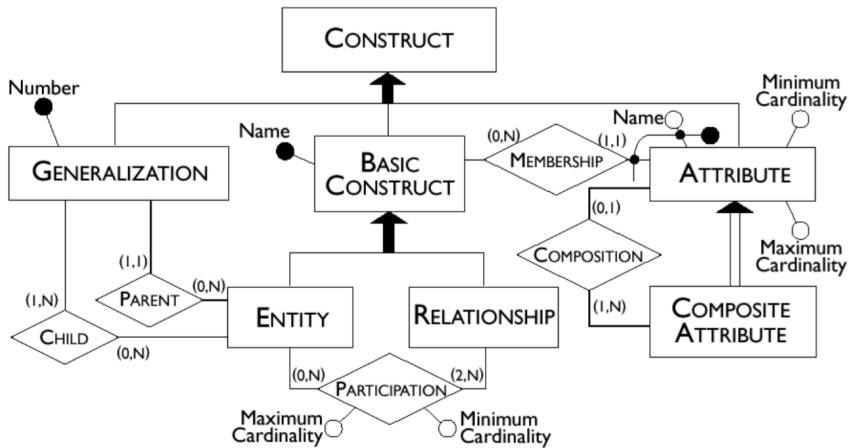 CONSTRUCT
Number
Minimum
Cardinality
Name
Name
(0,N)
(1,1)
GENERALIZATION
BASIC
CONSTRUCT
MEMBERSHIP
ATTRIBUTE
(0,1)
Maximum
Cardinality
COMPOSITION
(1,1)
(0,N)
(1,N)
PARENT
(1,N)
ENTITY
RELATIONSHIP
COMPOSITE
ATTRIBUTE
CHILD
(0,N)
(0,N)
(2,N)
PARTICIPATION
Maximum
Cardinality
Minimum
Cardinality